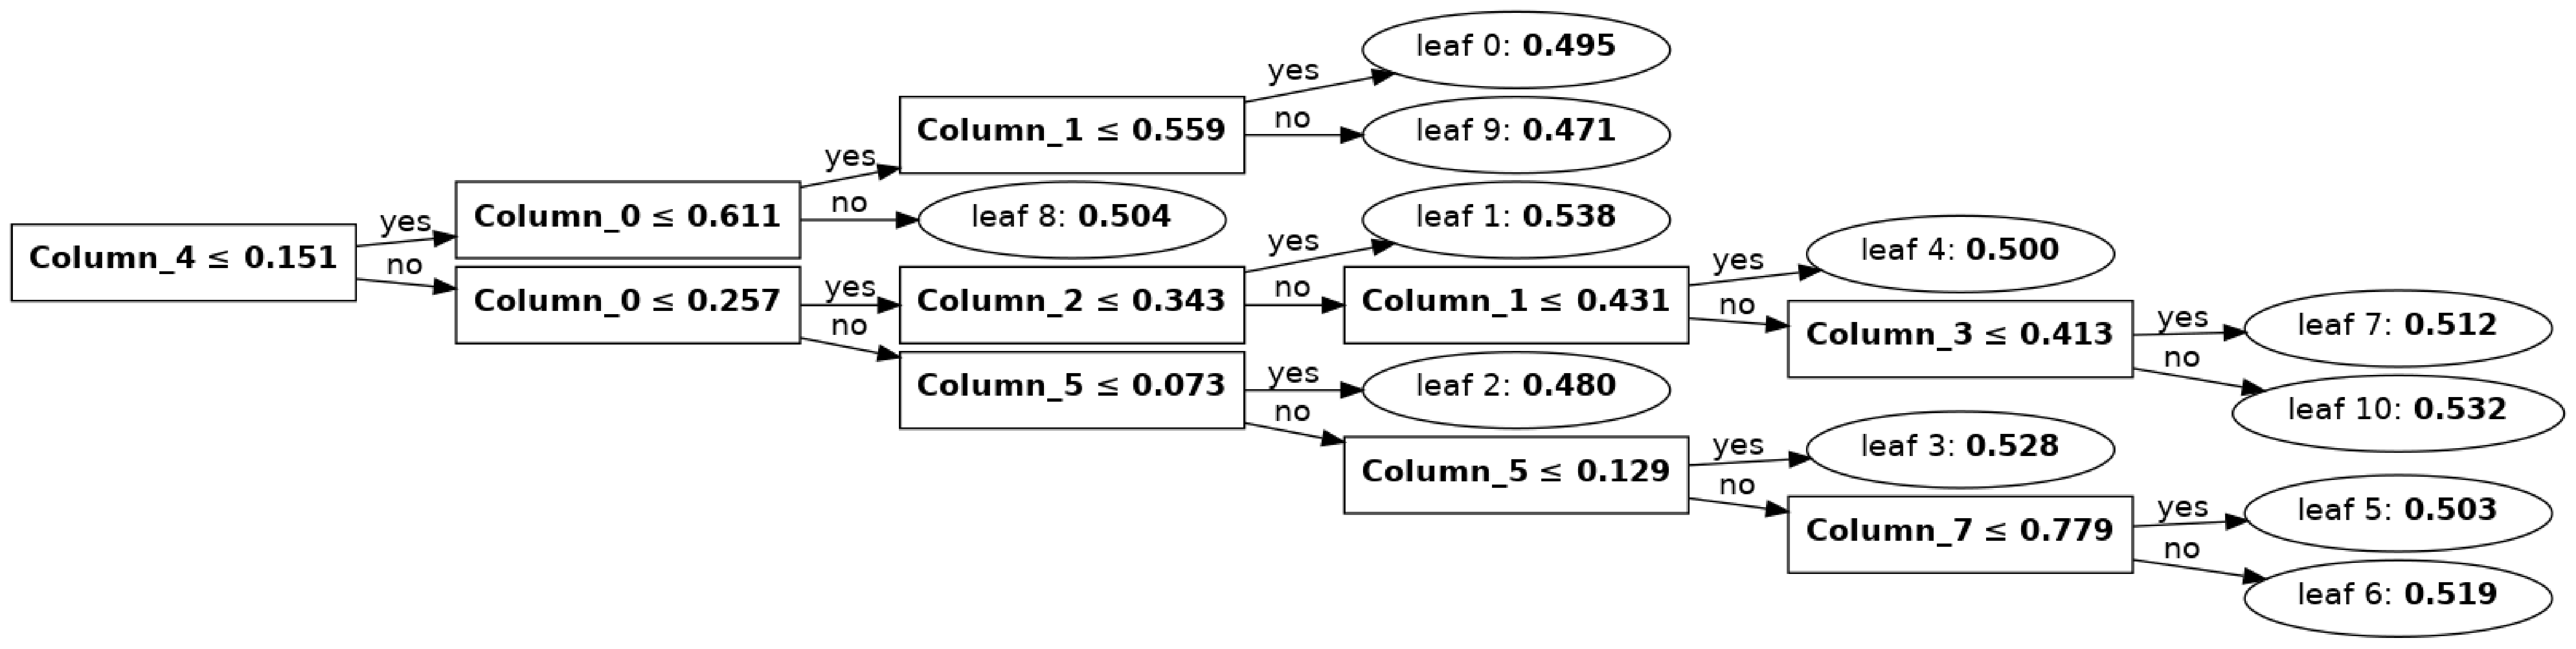 leaf 0: 0.495
yes
Column_1 ≤ 0.559
no
leaf 9: 0.471
yes
Column_0 ≤ 0.611
no
leaf 8: 0.504
leaf 1: 0.538
yes
Column_4 ≤ 0.151
no
yes
leaf 4: 0.500
yes
Column_0 ≤ 0.257
yes
Column_2 ≤ 0.343
no
Column_1 ≤ 0.431
no
no
Column_3 ≤ 0.413
yes
leaf 7: 0.512
no
leaf 10: 0.532
Column_5 ≤ 0.073
yes
leaf 2: 0.480
no
yes
leaf 3: 0.528
Column_5 ≤ 0.129
no
Column_7 ≤ 0.779
yes
leaf 5: 0.503
no
leaf 6: 0.519